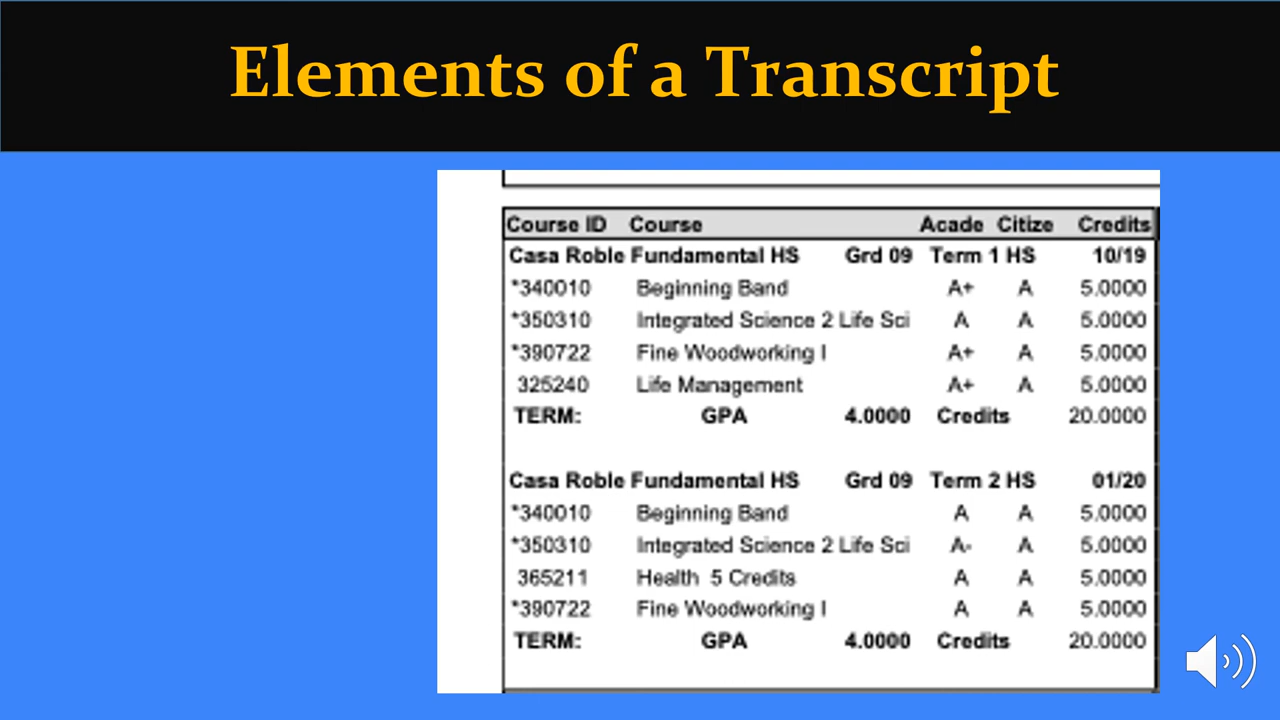 Elements of a Transcript
Course ID Course Acade Citize Credits
Casa Roble Fundamental HS Grd 09 Term 1 HS 10/19
*340010 Beginning Band A+ A 5.0000
*350310 Integrated Science 2 Life Sci A A 5.0000
*390722 Fine Woodworking I A+ A 5.0000
325240 Life Management A+ A 5.0000
TERM: GPA 4.0000 Credits 20.0000
Casa Roble Fundamental HS Grd 09 Term 2 HS 01/20
*340010 Beginning Band A A 5.0000
*350310 Integrated Science 2 Life Sci A- A 5.0000
365211 Health 5 Credits A A 5.0000
*390722 Fine Woodworking I A A 5.0000
TERM: GPA 4.0000 Credits 20.0000